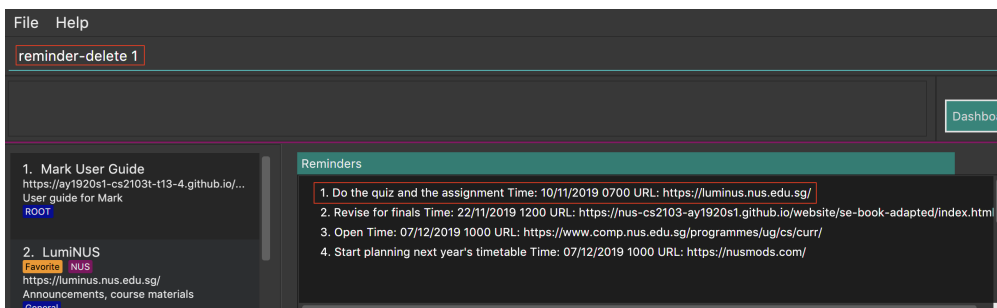 File Help
reminder-delete 1
Dashbo
1. Mark User Guide
https://ay1920s1-cs2103t-t13-4.github.io/...
User guide for Mark
ROOT
2. LumiNUS
Favorite NUS
https://luminus.nus.edu.sg/
Announcements, course materials
General
Reminders
1. Do the quiz and the assignment Time: 10/11/2019 0700 URL: https://luminus.nus.edu.sg/
2. Revise for finals Time: 22/11/2019 1200 URL: https://nus-cs2103-ay1920s1.github.io/website/se-book-adapted/index.html
3. Open Time: 07/12/2019 1000 URL: https://www.comp.nus.edu.sg/programmes/ug/cs/curr/
4. Start planning next year's timetable Time: 07/12/2019 1000 URL: https://nusmods.com/